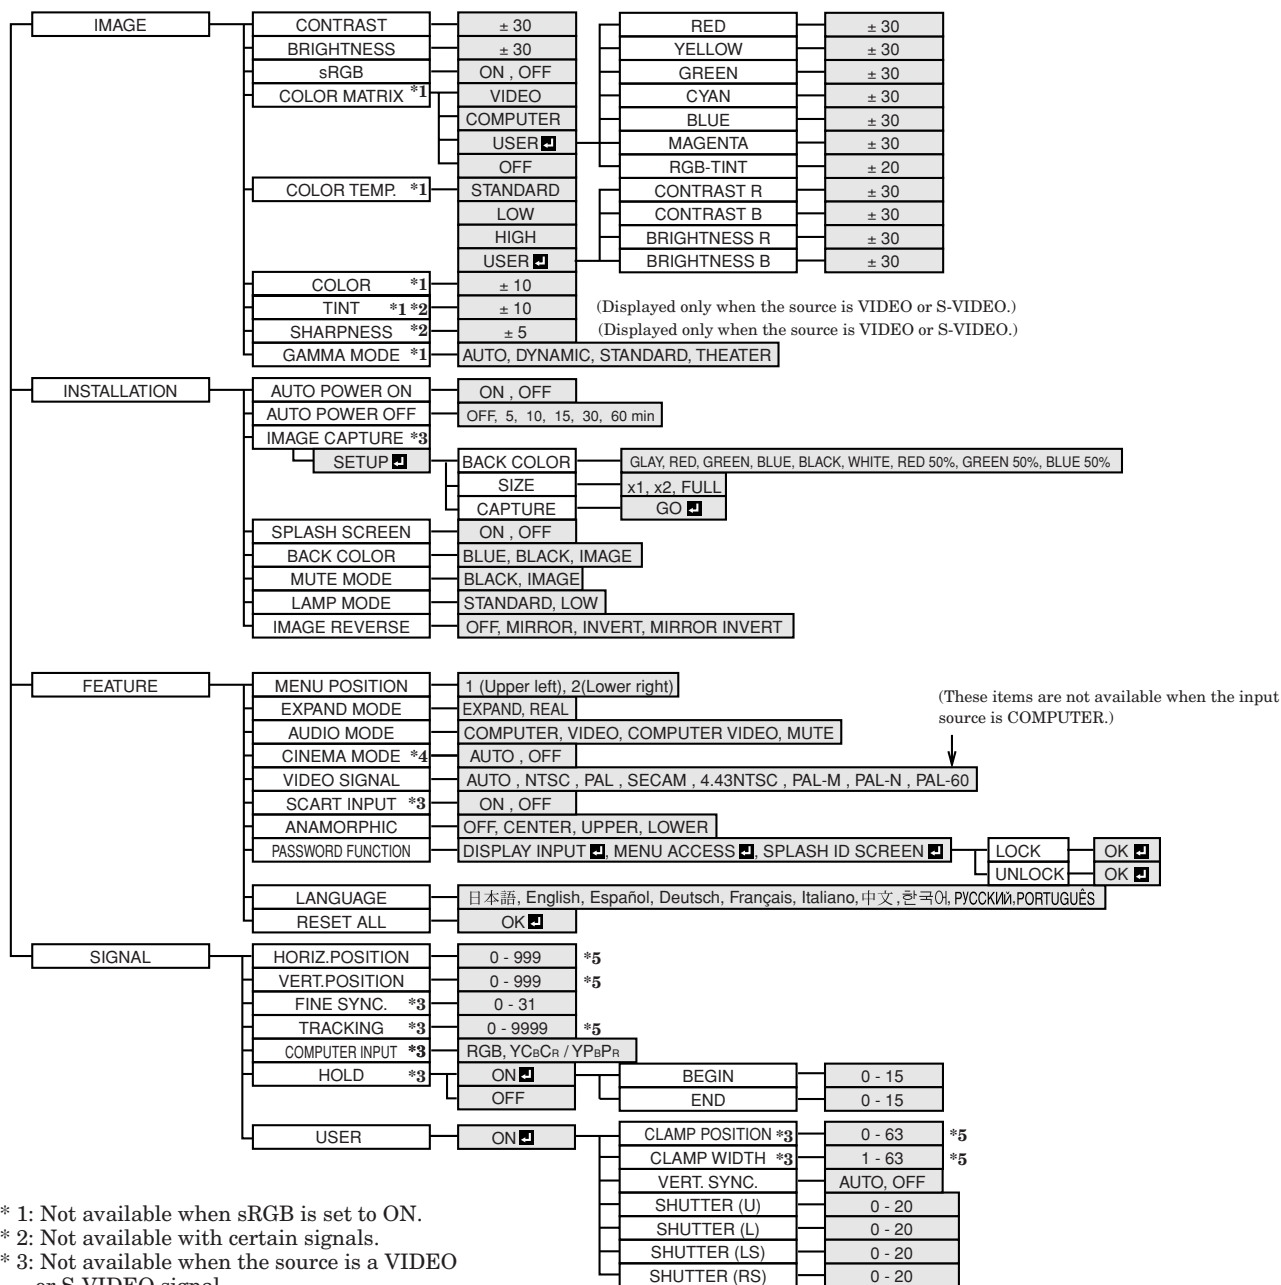 IMAGE CONTRAST ± 30 RED ± 30
BRIGHTNESS ± 30 YELLOW ± 30
sRGB ON , OFF GREEN ± 30
COLOR MATRIX *1 VIDEO CYAN ± 30
COMPUTER BLUE ± 30
USER MAGENTA ± 30
OFF RGB-TINT ± 20
COLOR TEMP. *1 STANDARD CONTRAST R ± 30
LOW CONTRAST B ± 30
HIGH BRIGHTNESS R ± 30
USER BRIGHTNESS B ± 30
COLOR *1 ± 10
TINT *1 *2 ± 10 (Displayed only when the source is VIDEO or S-VIDEO.)
SHARPNESS *2 ± 5 (Displayed only when the source is VIDEO or S-VIDEO.)
GAMMA MODE *1 AUTO, DYNAMIC, STANDARD, THEATER
INSTALLATION AUTO POWER ON ON , OFF
AUTO POWER OFF OFF, 5, 10, 15, 30, 60 min
IMAGE CAPTURE *3
SETUP BACK COLOR GLAY, RED, GREEN, BLUE, BLACK, WHITE, RED 50%, GREEN 50%, BLUE 50%
SIZE x1, x2, FULL
CAPTURE GO
SPLASH SCREEN ON , OFF
BACK COLOR BLUE, BLACK, IMAGE
MUTE MODE BLACK, IMAGE
LAMP MODE STANDARD, LOW
IMAGE REVERSE OFF, MIRROR, INVERT, MIRROR INVERT
FEATURE MENU POSITION 1 (Upper left), 2(Lower right)
(These items are not available when the input
source is COMPUTER.)
EXPAND MODE EXPAND, REAL
AUDIO MODE COMPUTER, VIDEO, COMPUTER VIDEO, MUTE
CINEMA MODE *4 AUTO , OFF
VIDEO SIGNAL AUTO , NTSC , PAL , SECAM , 4.43NTSC , PAL-M , PAL-N , PAL-60
SCART INPUT *3 ON , OFF
ANAMORPHIC OFF, CENTER, UPPER, LOWER
PASSWORD FUNCTION DISPLAY INPUT , MENU ACCESS , SPLASH ID SCREEN LOCK OK
UNLOCK OK
LANGUAGE 日本語, English, Español, Deutsch, Français, Italiano, 中文 , 한국어, РУССКИЙ, PORTUGUÊS
RESET ALL OK
SIGNAL HORIZ.POSITION 0 - 999 *5
VERT.POSITION 0 - 999 *5
FINE SYNC. *3 0 - 31
TRACKING *3 0 - 9999 *5
COMPUTER INPUT *3 RGB, YCBCR / YPBPR
HOLD *3 ON BEGIN 0 - 15
OFF END 0 - 15
USER ON CLAMP POSITION *3 0 - 63 *5
CLAMP WIDTH *3 1 - 63 *5
VERT. SYNC. AUTO, OFF
SHUTTER (U) 0 - 20
SHUTTER (L) 0 - 20
SHUTTER (LS) 0 - 20
SHUTTER (RS) 0 - 20
* 1: Not available when sRGB is set to ON.
* 2: Not available with certain signals.
* 3: Not available when the source is a VIDEO
or S-VIDEO signal